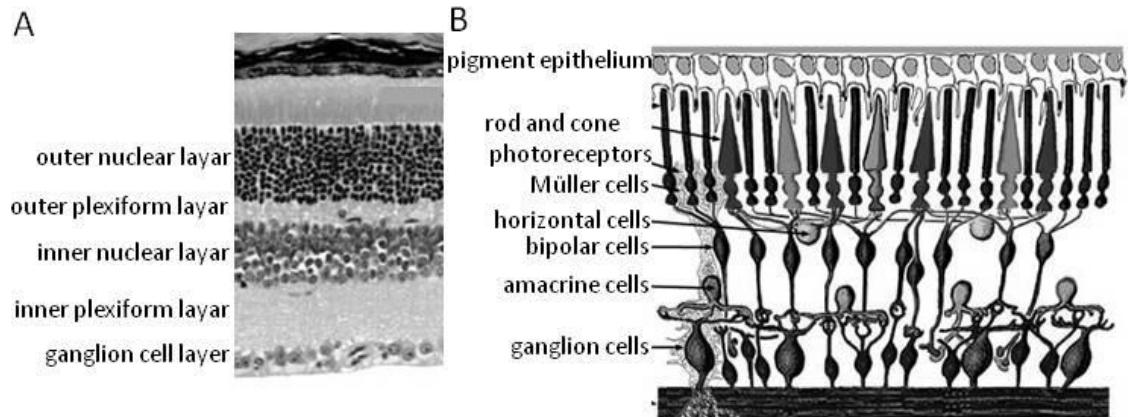 A
outer nuclear layar
outer plexiform layar
inner nuclear layar
inner plexiform layar
ganglion cell layer
B
pigment epithelium
rod and cone
photoreceptors
Müller cells
horizontal cells
bipolar cells
amacrine cells
ganglion cells